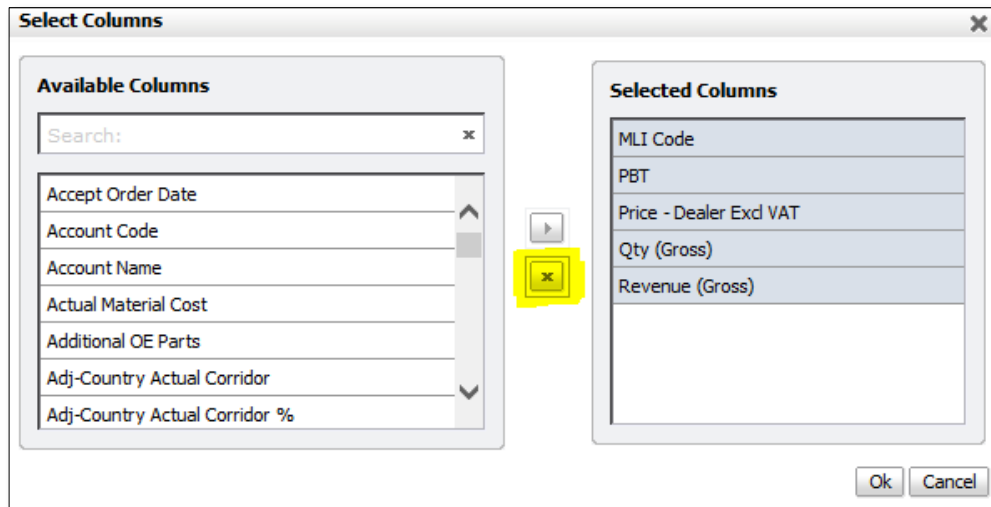 Select Columns
Available Columns
Search:
Accept Order Date
Account Code
Account Name
Actual Material Cost
Additional OE Parts
Adj-Country Actual Corridor
Adj-Country Actual Corridor %
Selected Columns
MLI Code
PBT
Price - Dealer Excl VAT
Qty (Gross)
Revenue (Gross)
Ok
Cancel